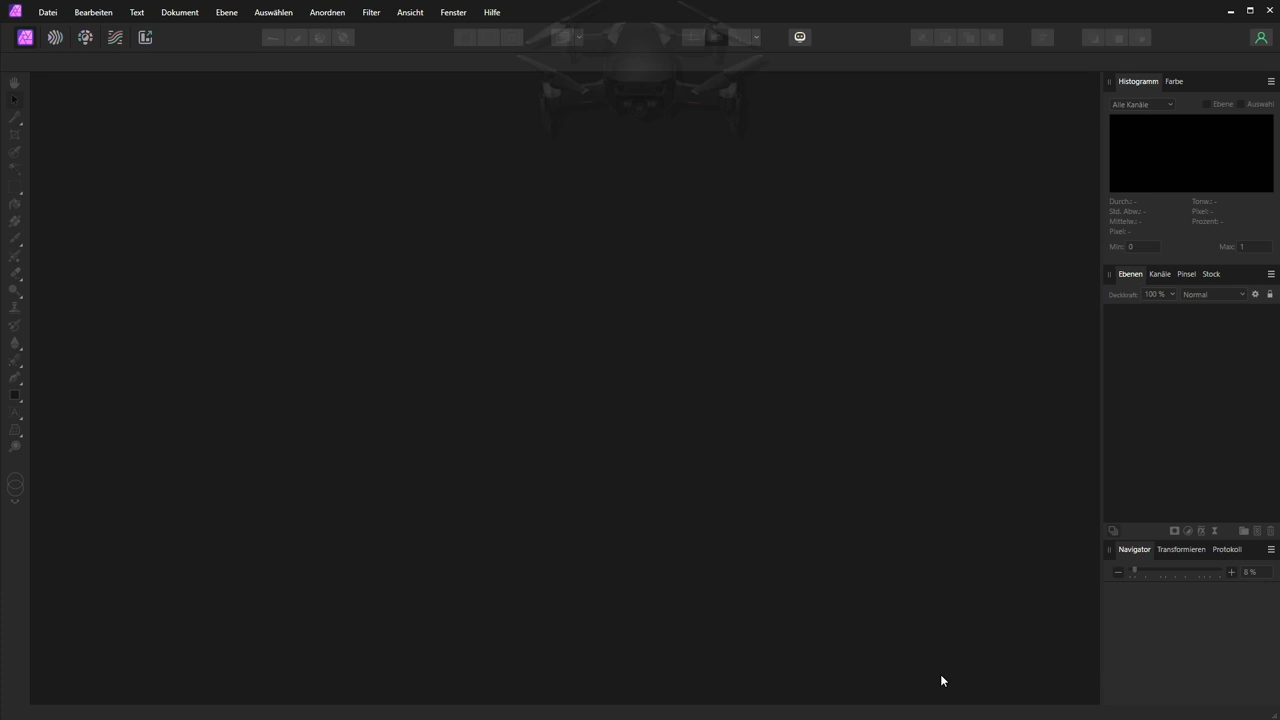 Datei Bearbeiten Text Dokument Ebene Auswählen Anordnen Filter Ansicht Fenster Hilfe
Histogramm Farbe
Alle Kanäle Ebene Auswahl
Durch.: - Tonw.: -
Std. Abw.: - Pixel: -
Mittelw.: - Prozent: -
Pixel: -
Min: 0 Max: 1
Ebenen Kanäle Pinsel Stock
Deckkraft: 100 % Normal
Navigator Transformieren Protokoll
8 %